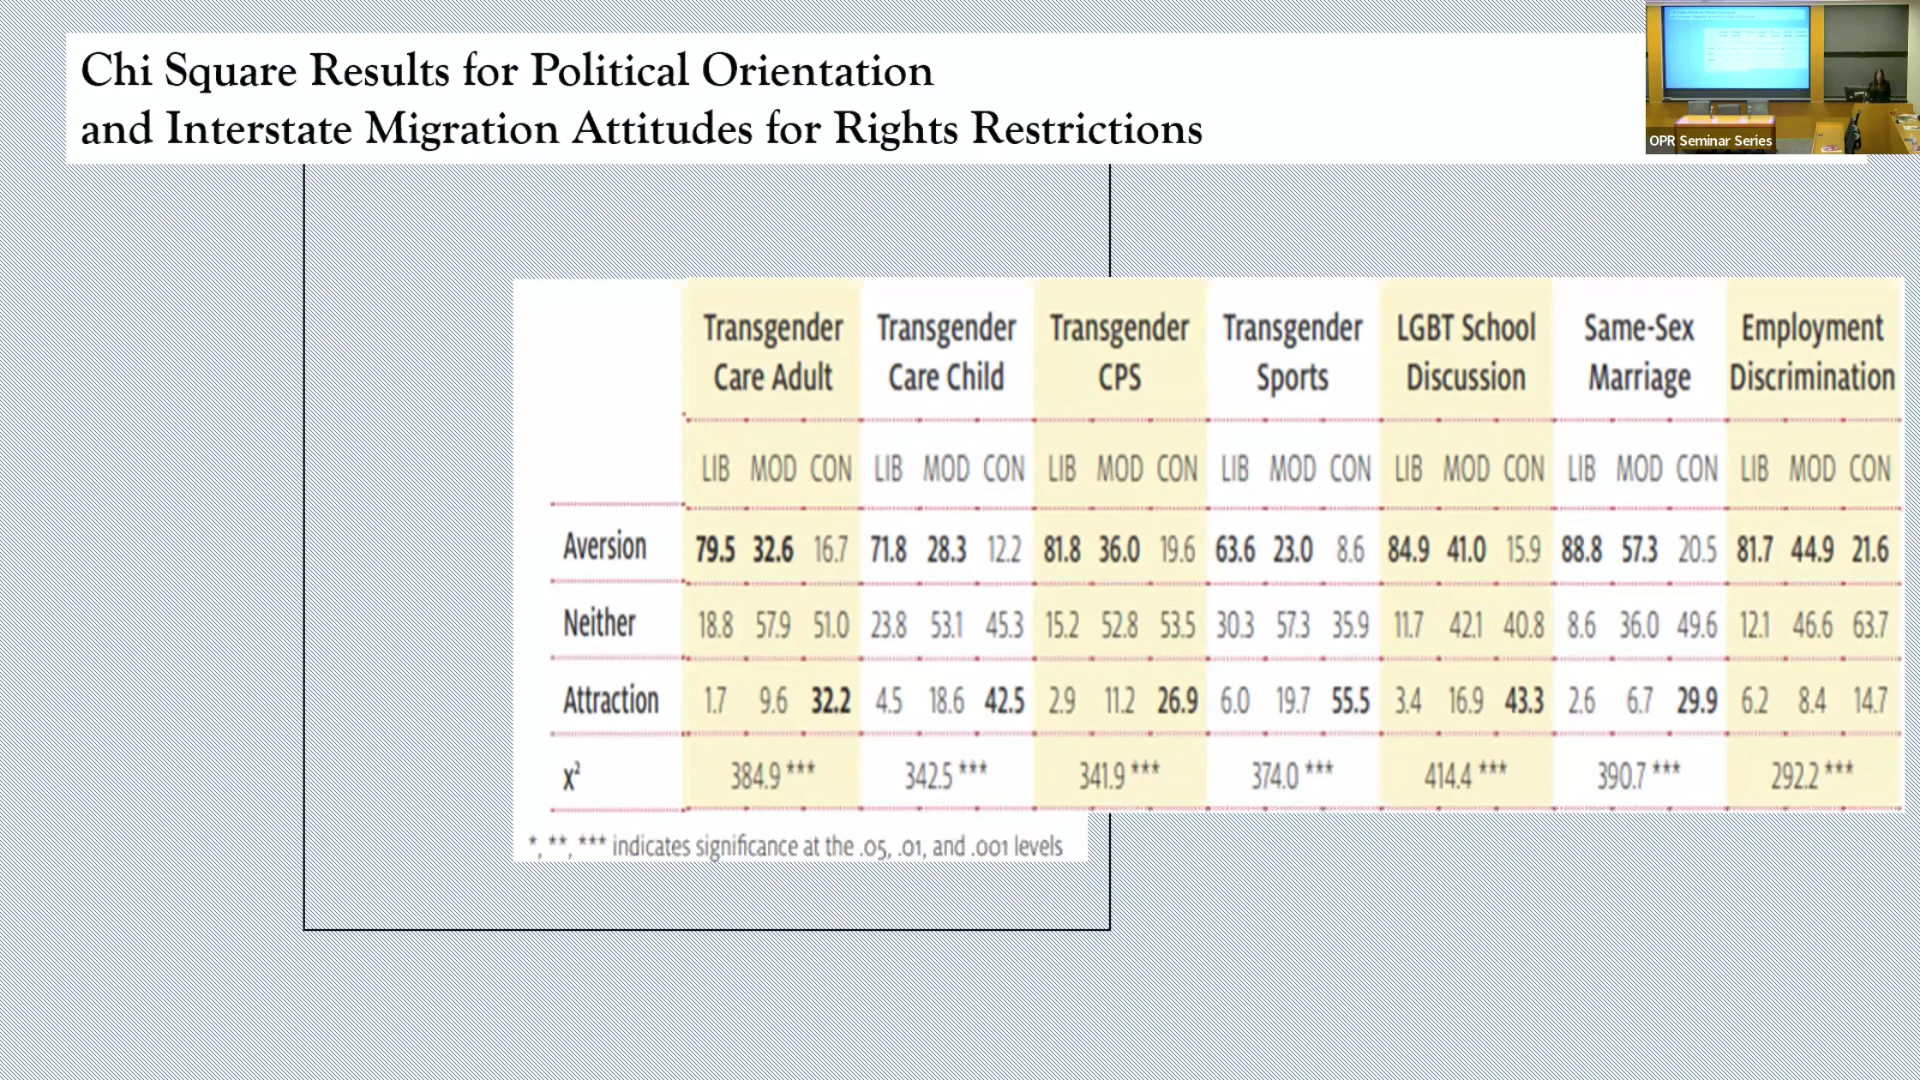 Chi Square Results for Political Orientation
and Interstate Migration Attitudes for Rights Restrictions
OPR Seminar Series
Transgender Care Adult Transgender Care Child Transgender CPS Transgender Sports LGBT School Discussion Same-Sex Marriage Employment Discrimination
LIB MOD CON LIB MOD CON LIB MOD CON LIB MOD CON LIB MOD CON LIB MOD CON LIB MOD CON
Aversion 79.5 32.6 16.7 71.8 28.3 12.2 81.8 36.0 19.6 63.6 23.0 8.6 84.9 41.0 15.9 88.8 57.3 20.5 81.7 44.9 21.6
Neither 18.8 57.9 51.0 23.8 53.1 45.3 15.2 52.8 53.5 30.3 57.3 35.9 11.7 42.1 40.8 8.6 36.0 49.6 12.1 46.6 63.7
Attraction 1.7 9.6 32.2 4.5 18.6 42.5 2.9 11.2 26.9 6.0 19.7 55.5 3.4 16.9 43.3 2.6 6.7 29.9 6.2 8.4 14.7
x² 384.9 *** 342.5 *** 341.9 *** 374.0 *** 414.4 *** 390.7 *** 292.2 ***
*, **, *** indicates significance at the .05, .01, and .001 levels